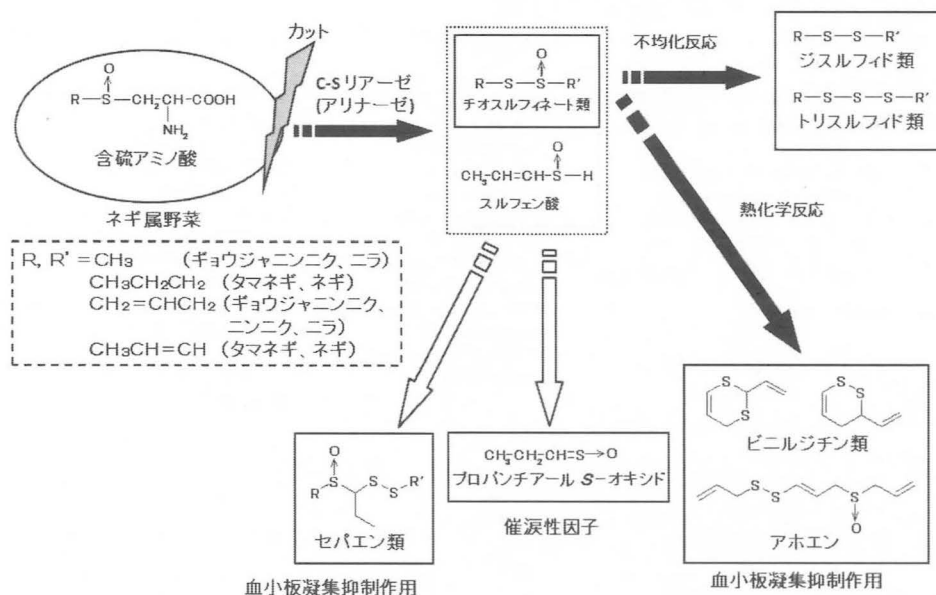 カット
O
R-S-CH₂-CH-COOH
NH₂
含硫アミノ酸
ネギ属野菜
C-Sリアーゼ
(アリナーゼ)
O
R-S-S-R'
チオスルフィネート類
O
CH₃-CH=CH-S-H
スルフェン酸
不均化反応
R-S-S-R'
ジスルフィド類
R-S-S-S-R'
トリスルフィド類
熱化学反応
R, R'=CH₃ (ギョウジャニンニク、ニラ)
CH₃CH₂CH₂ (タマネギ、ネギ)
CH₂=CHCH₂ (ギョウジャニンニク、
ニンニク、ニラ)
CH₃CH=CH (タマネギ、ネギ)
O
R S S S R'
セパエン類
血小板凝集抑制作用
CH₃CH₂CH=S→O
プロパンチアール S-オキシド
催涙性因子
S S
S S
ビニルジチン類
S S S
O
アホエン
血小板凝集抑制作用